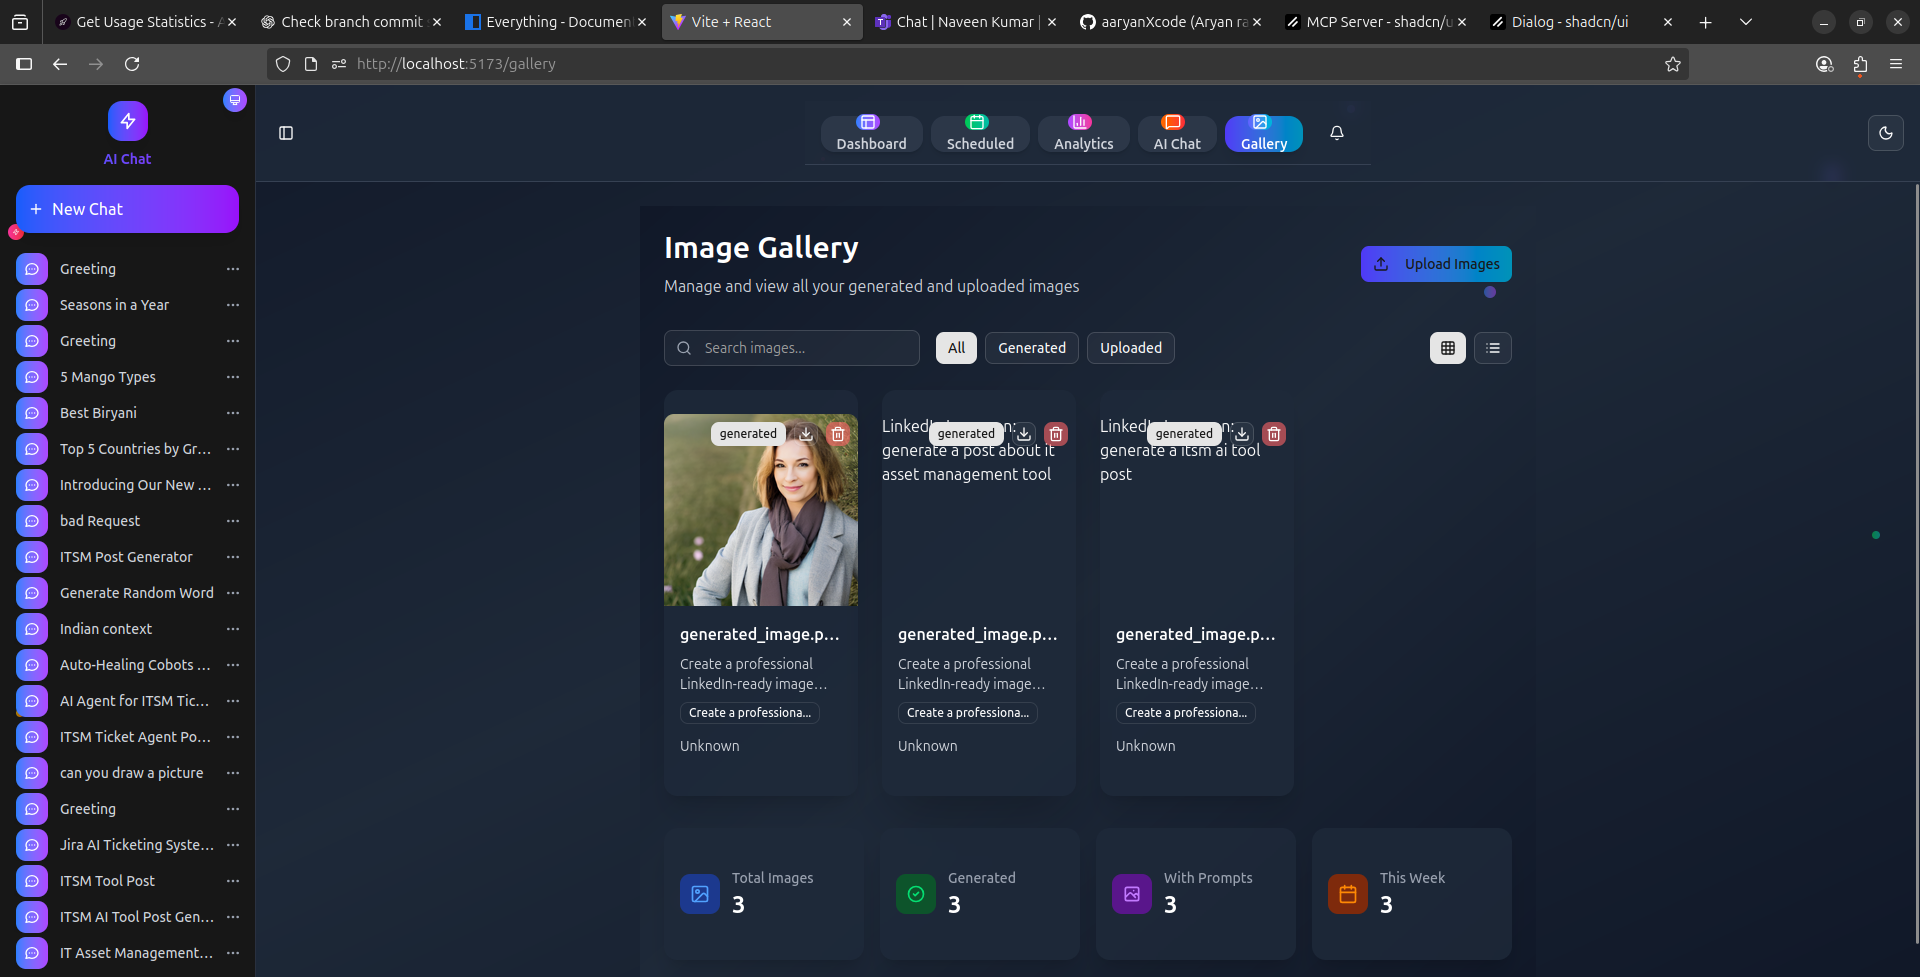 Get Usage Statistics - A
Check branch commit s
Everything - Document
Vite + React
Chat | Naveen Kumar |
aaryanXcode (Aryan ra
MCP Server - shadcn/u
Dialog - shadcn/ui
http://localhost:5173/gallery
AI Chat
+ New Chat
Greeting
Seasons in a Year
Greeting
5 Mango Types
Best Biryani
Top 5 Countries by Gr...
Introducing Our New ...
bad Request
ITSM Post Generator
Generate Random Word
Indian context
Auto-Healing Cobots ...
AI Agent for ITSM Tic...
ITSM Ticket Agent Po...
can you draw a picture
Greeting
Jira AI Ticketing Syste...
ITSM Tool Post
ITSM AI Tool Post Gen...
IT Asset Management...
Dashboard
Scheduled
Analytics
AI Chat
Gallery
Image Gallery
Manage and view all your generated and uploaded images
Upload Images
Search images...
All
Generated
Uploaded
generated
generated_image.p...
Create a professional
LinkedIn-ready image...
Create a professiona...
Unknown
generated
generate a post about it
asset management tool
generated_image.p...
Create a professional
LinkedIn-ready image...
Create a professiona...
Unknown
generated
generate a itsm ai tool
post
generated_image.p...
Create a professional
LinkedIn-ready image...
Create a professiona...
Unknown
Total Images
3
Generated
3
With Prompts
3
This Week
3